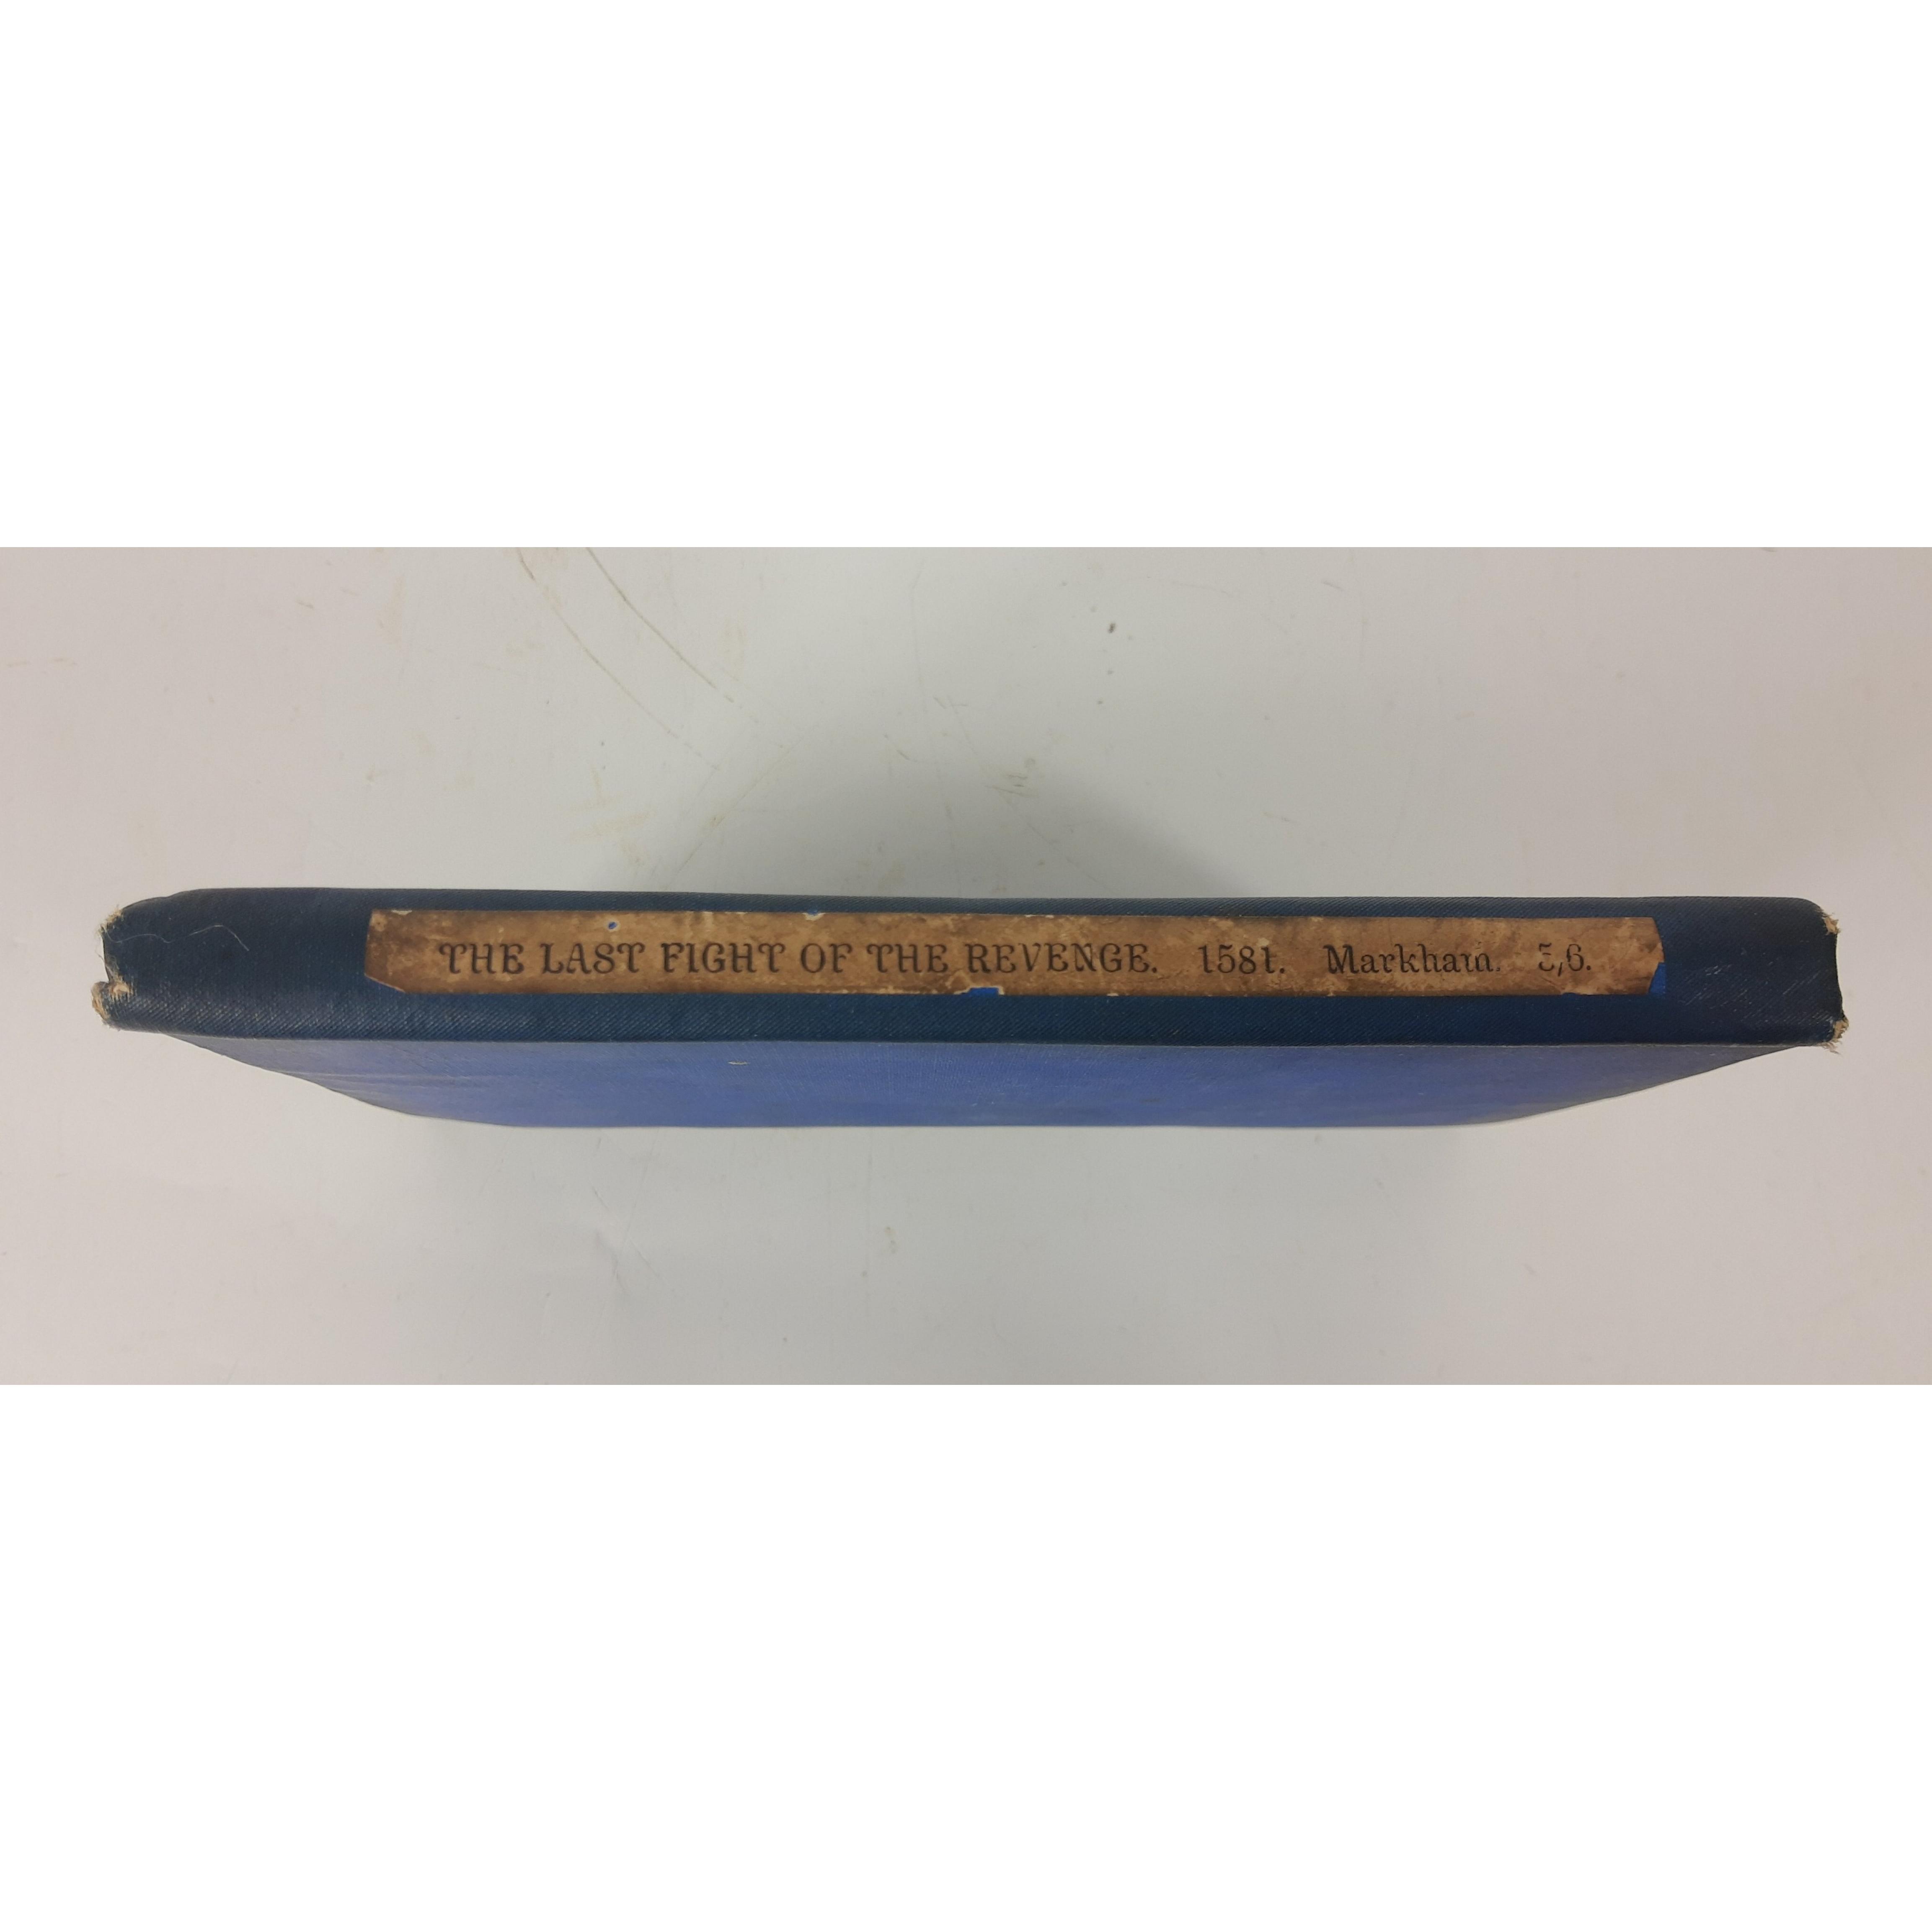 THE LAST FIGHT OF THE REVENGE. 1581. Markham. 3/6.